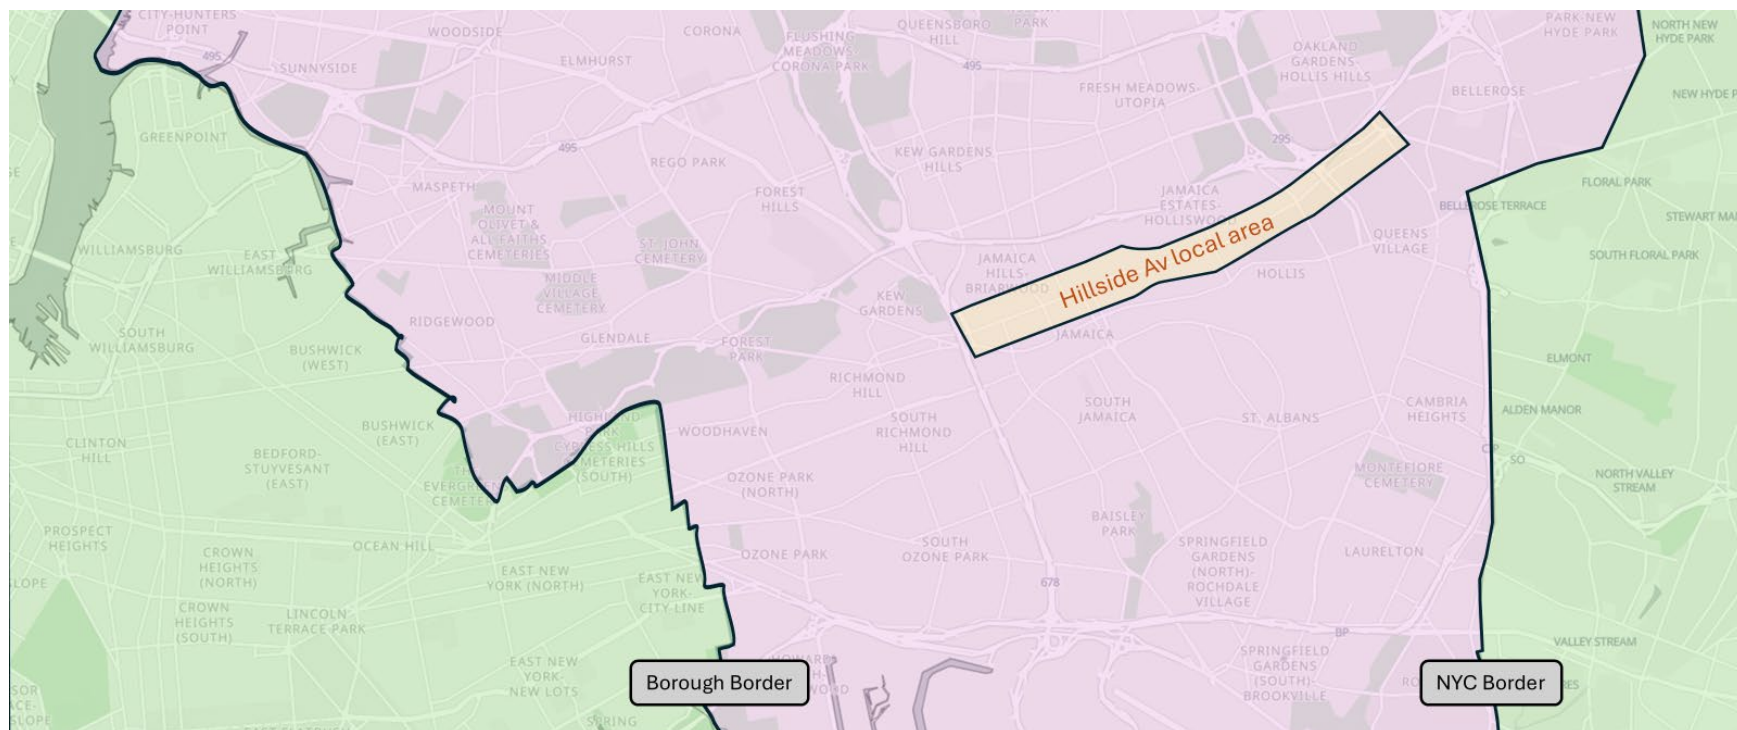 CITY-HUNTERS
POINT
WOODSIDE
CORONA
QUEENSBORO
HILL
PARK
PARK-NEW
HYDE PARK
NORTH NEW
HYDE PARK
495
SUNNYSIDE
ELMHURST
FLUSHING
MEADOWS-
CORONA PARK
495
OAKLAND
GARDENS-
HOLLIS HILLS
FRESH MEADOWS-
UTOPIA
BELLEROSE
NEW HYDE P
GREENPOINT
495
295
REGO PARK
KEW GARDENS
HILLS
MASPETH
FOREST
HILLS
JAMAICA
ESTATES-
HOLLISWOOD
FLORAL PARK
BELLEROSE TERRACE
STEWART MA
MOUNT
OLIVET &
ALL FAITHS
CEMETERIES
ST. JOHN
CEMETERY
Hillside Av local area
QUEENS
VILLAGE
SOUTH FLORAL PARK
WILLIAMSBURG
EAST
WILLIAMSBURG
MIDDLE
VILLAGE
CEMETERY
JAMAICA
HILLS-
BRIARWOOD
HOLLIS
KEW
GARDENS
RIDGEWOOD
GLENDALE
FOREST
PARK
JAMAICA
SOUTH
WILLIAMSBURG
BUSHWICK
(WEST)
ELMONT
RICHMOND
HILL
SOUTH
JAMAICA
ST. ALBANS
CAMBRIA
HEIGHTS
ALDEN MANOR
CLINTON
HILL
BUSHWICK
(EAST)
HIGHLAND
PARK-
CYPRESS HILLS
CEMETERIES
(SOUTH)
WOODHAVEN
SOUTH
RICHMOND
HILL
BEDFORD-
STUYVESANT
(EAST)
THE
EVERGREEN
CEMETERY
OZONE PARK
(NORTH)
MONTEFIORE
CEMETERY
CP
SO
NORTH VALLEY
STREAM
PROSPECT
HEIGHTS
CROWN
HEIGHTS
(NORTH)
OCEAN HILL
EAST NEW
YORK (NORTH)
EAST NEW
YORK-
CITY-LINE
OZONE PARK
SOUTH
OZONE PARK
BAISLEY
PARK
SPRINGFIELD
GARDENS
(NORTH)-
ROCHDALE
VILLAGE
LAURELTON
678
SLOPE
CROWN
HEIGHTS
(SOUTH)
LINCOLN
TERRACE PARK
BP
VALLEY STREAM
EAST NEW
YORK-
NEW LOTS
Borough Border
SPRINGFIELD
GARDENS
(SOUTH)-
BROOKVILLE
NYC Border
SPRING